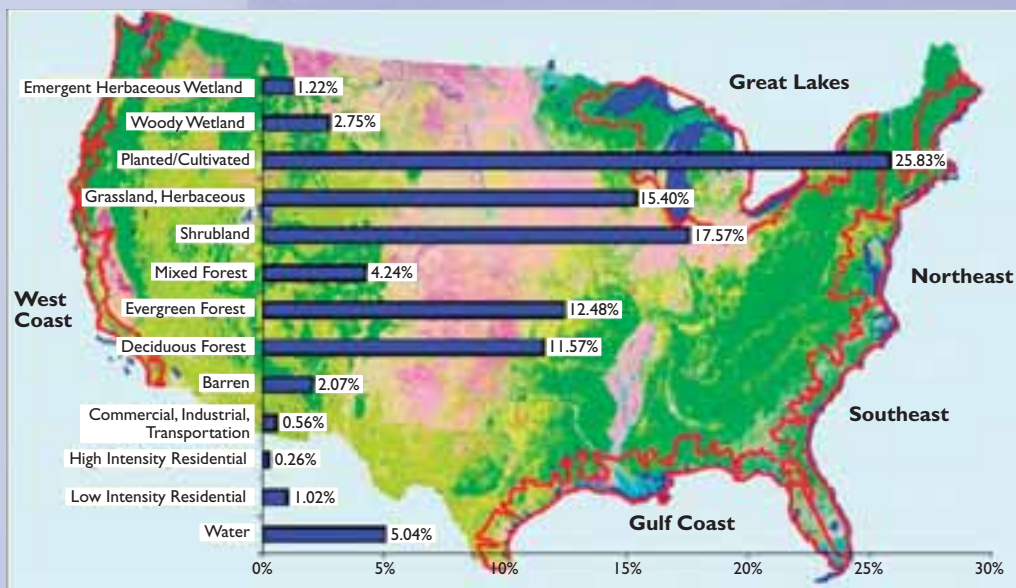 Great Lakes
Emergent Herbaceous Wetland 1.22%
Woody Wetland 2.75%
Planted/Cultivated 25.83%
Grassland, Herbaceous 15.40%
Shrubland 17.57%
Mixed Forest 4.24%
Northeast
West
Coast
Evergreen Forest 12.48%
Deciduous Forest 11.57%
Barren 2.07%
Commercial, Industrial,
Transportation 0.56%
Southeast
High Intensity Residential 0.26%
Low Intensity Residential 1.02%
Gulf Coast
Water 5.04%
0% 5% 10% 15% 20% 25% 30%